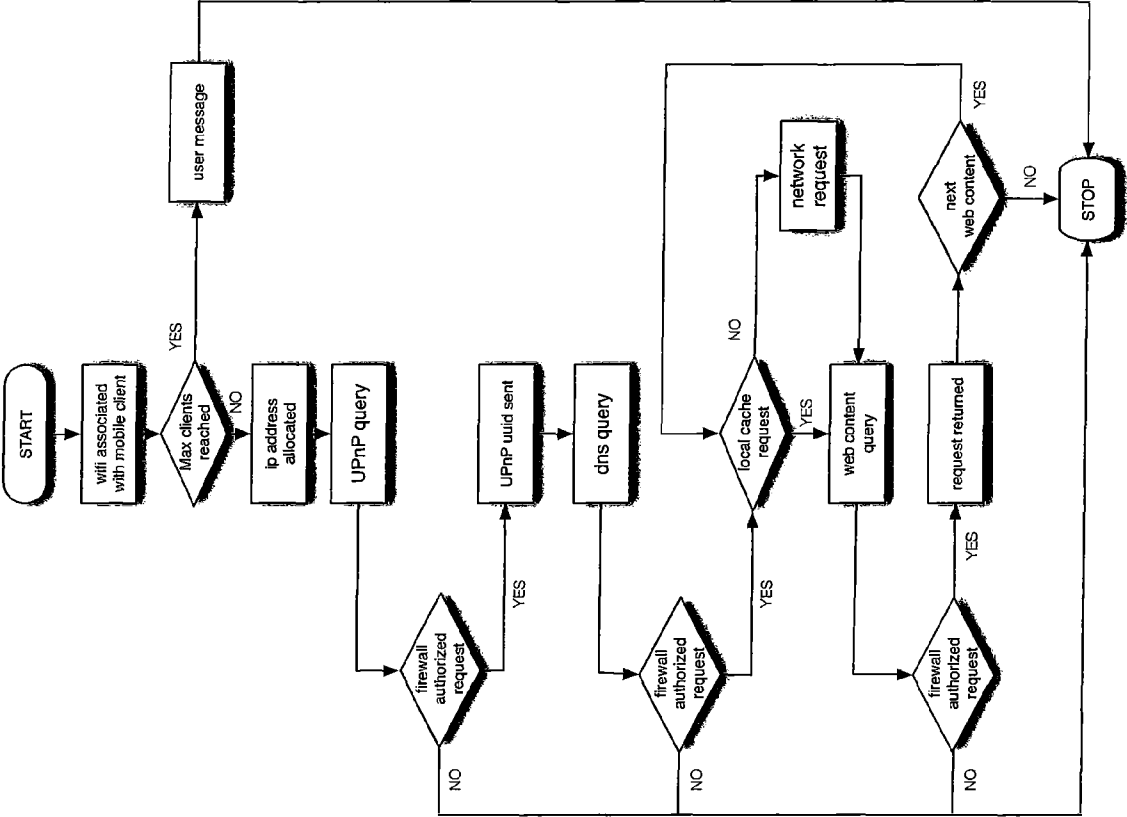 START
wifi associated
with mobile client
Max clients
reached
YES
user message
NO
ip address
allocated
UPnP query
firewall
authorized
request
NO
YES
UPnP uuid sent
dns query
firewall
authorized
request
NO
YES
local cache
request
NO
network
request
YES
web content
query
firewall
authorized
request
NO
YES
request returned
next
web content
YES
NO
STOP